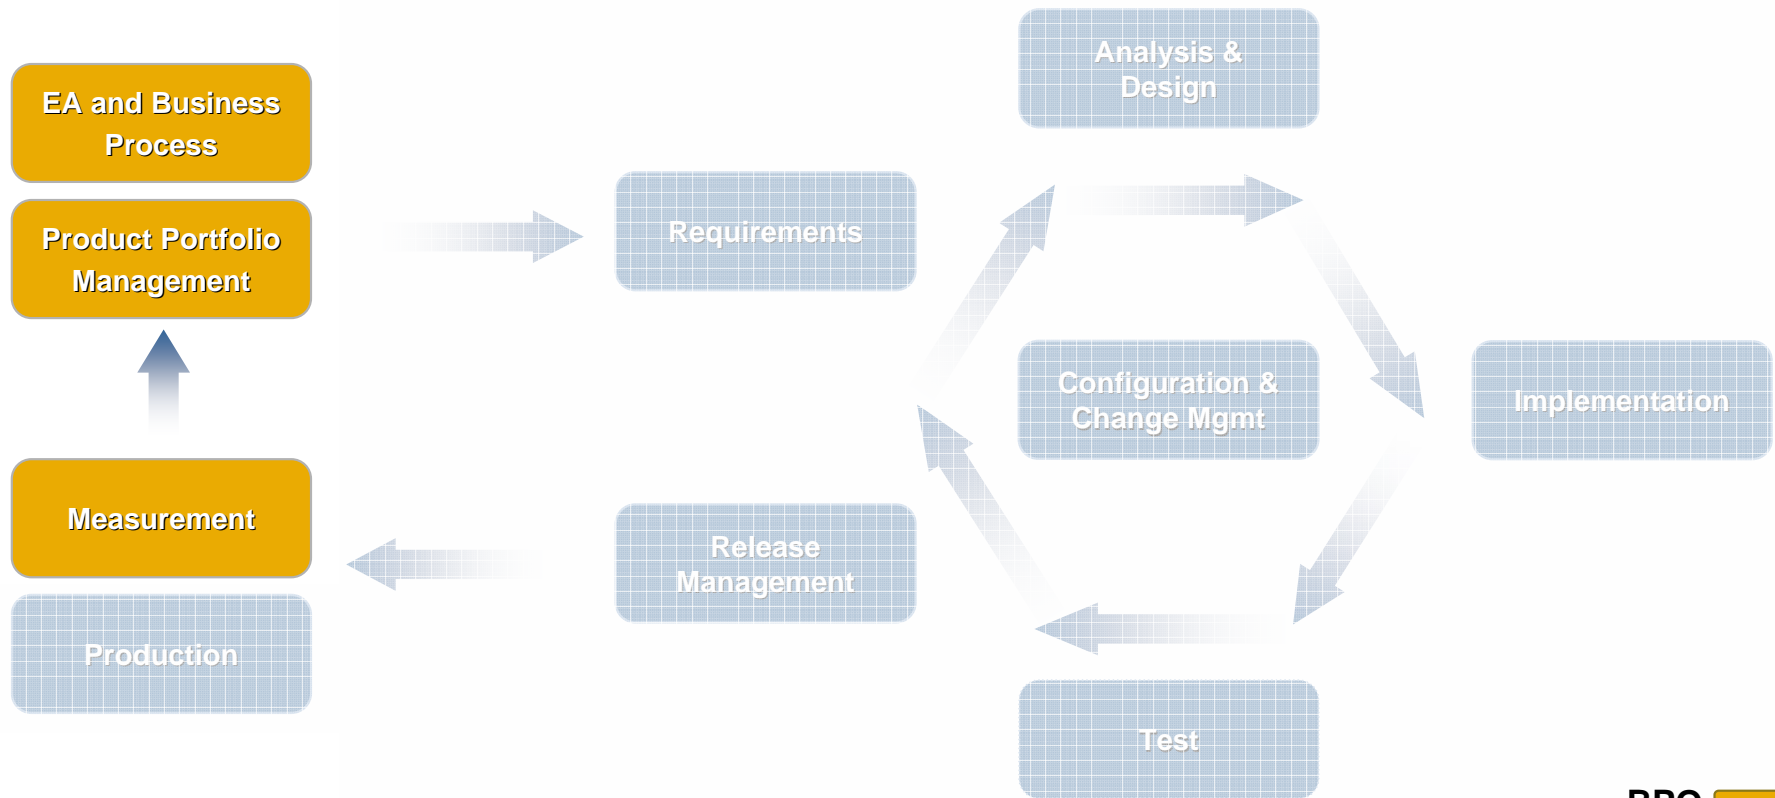 EA and Business
Process
Product Portfolio
Management
Measurement
Production
Requirements
Release
Management
Analysis &
Design
Configuration &
Change Mgmt
Implementation
Test